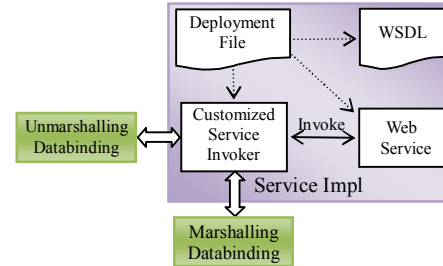 Deployment
File
WSDL
Customized
Service
Invoker
Invoke
Web
Service
Unmarshalling
Databinding
Service Impl
Marshalling
Databinding